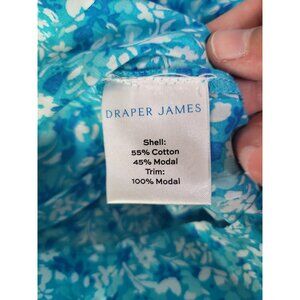 DRAPER JAMES
Shell:
55% Cotton
45% Modal
Trim:
100% Modal